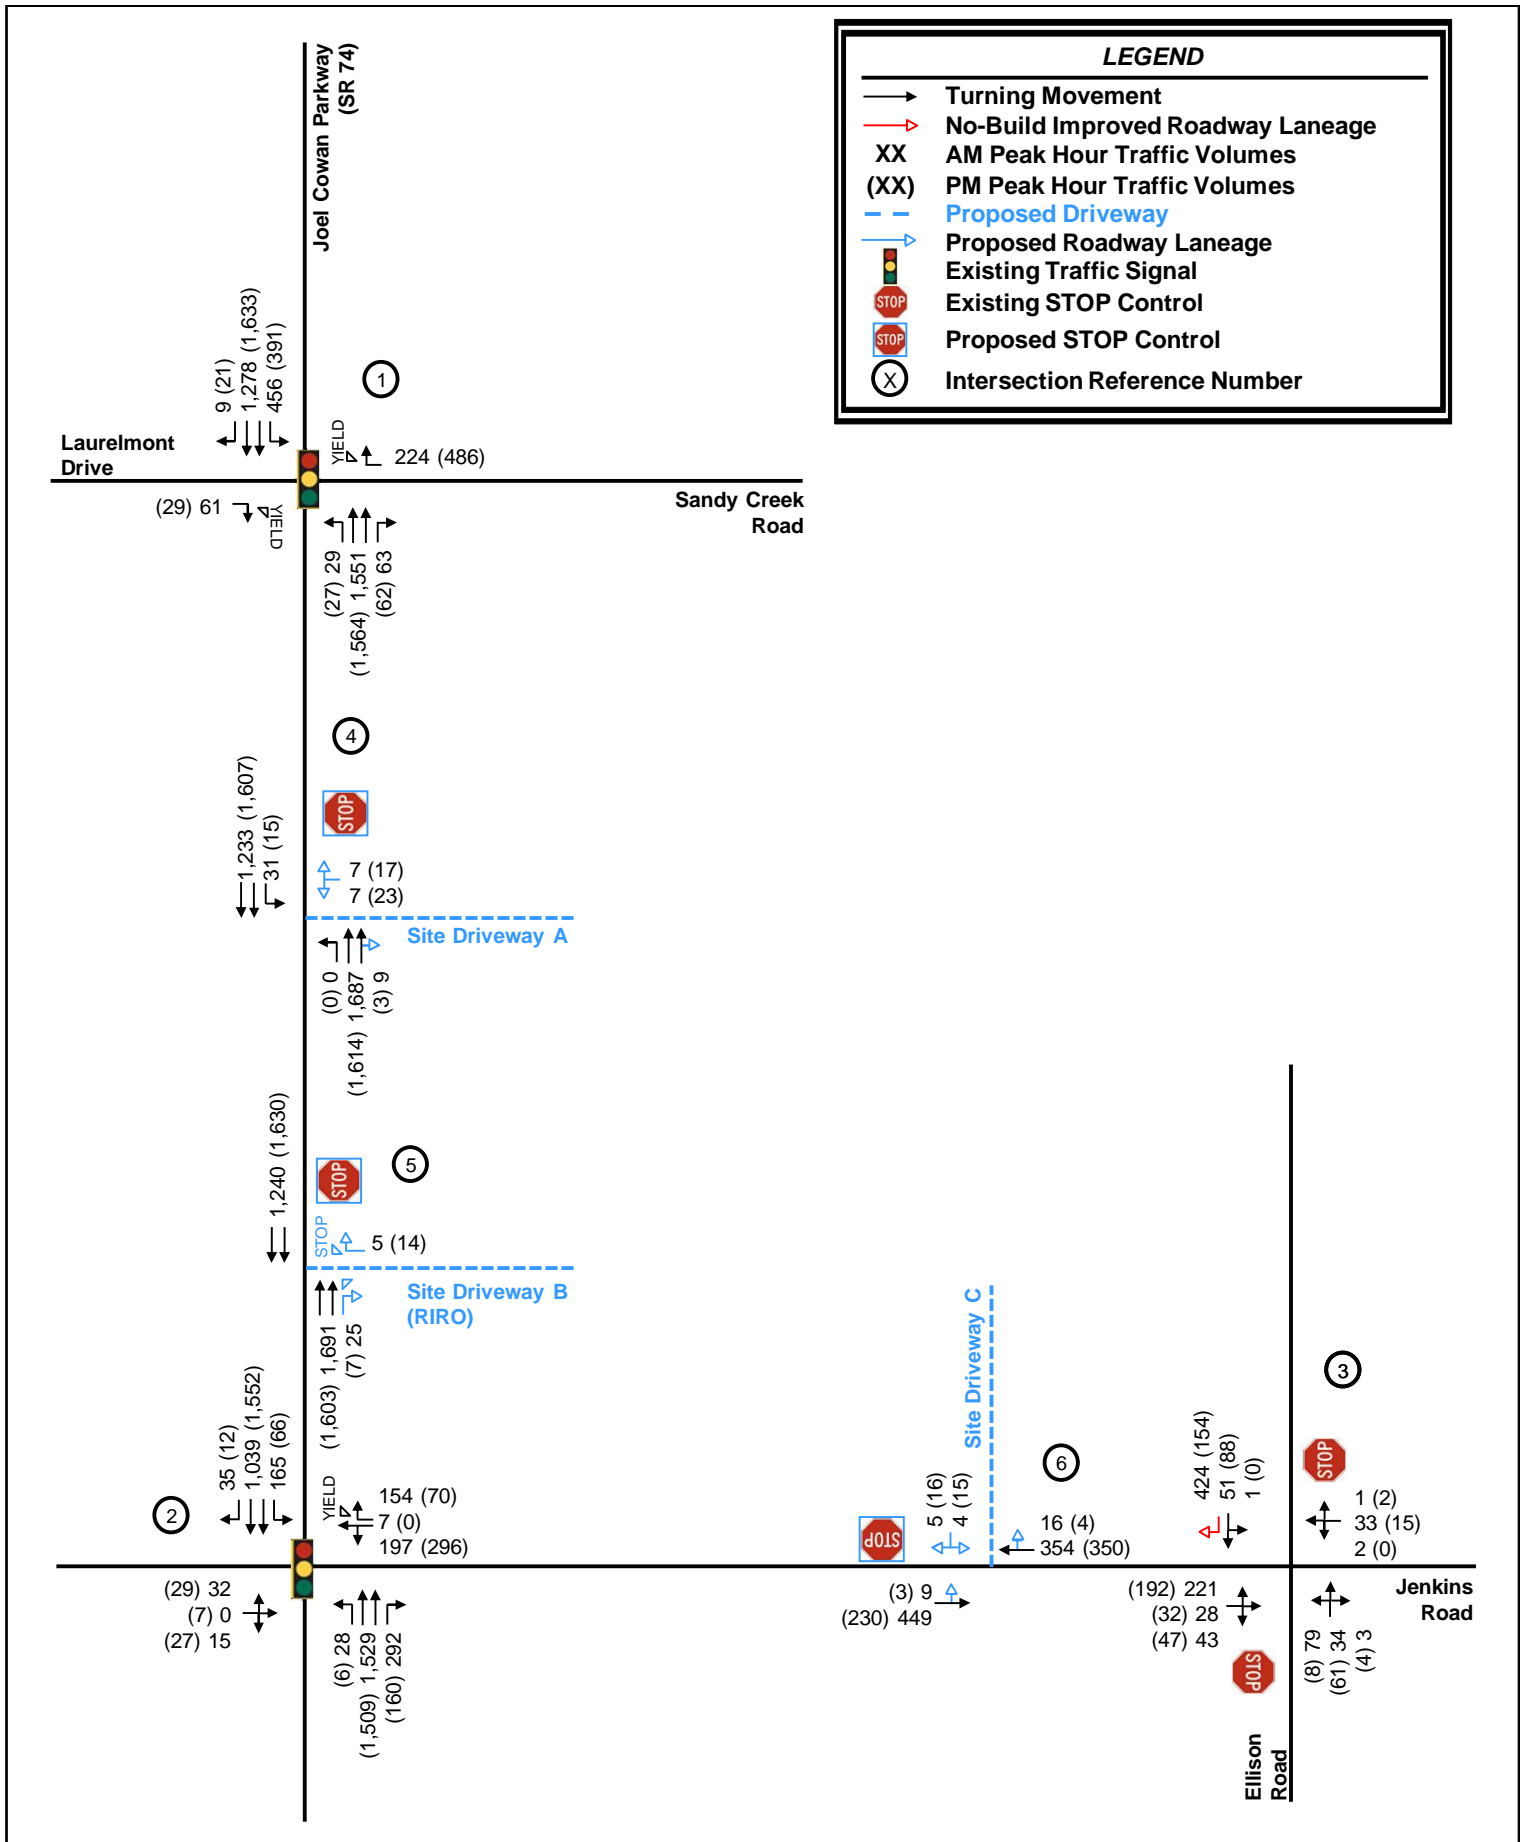 LEGEND
Turning Movement
No-Build Improved Roadway Laneage
XX AM Peak Hour Traffic Volumes
(XX) PM Peak Hour Traffic Volumes
Proposed Driveway
Proposed Roadway Laneage
Existing Traffic Signal
STOP Existing STOP Control
STOP Proposed STOP Control
X Intersection Reference Number
Joel Cowan Parkway
(SR 74)
9 (21)
1,278 (1,633)
456 (391)
1
YIELD
224 (486)
Laurelmont
Drive
Sandy Creek
Road
(29) 61
YIELD
(27) 29
(1,564) 1,551
(62) 63
4
STOP
1,233 (1,607)
31 (15)
7 (17)
7 (23)
Site Driveway A
(0) 0
(1,614) 1,687
(3) 9
5
STOP
1,240 (1,630)
STOP
5 (14)
Site Driveway B
(RIRO)
(1,603) 1,691
(7) 25
2
35 (12)
1,039 (1,552)
165 (66)
YIELD
154 (70)
7 (0)
197 (296)
(29) 32
(7) 0
(27) 15
(6) 28
(1,509) 1,529
(160) 292
Site Driveway C
6
STOP
5 (16)
4 (15)
16 (4)
354 (350)
(3) 9
(230) 449
3
424 (154)
51 (88)
1 (0)
STOP
1 (2)
33 (15)
2 (0)
Jenkins
Road
(192) 221
(32) 28
(47) 43
STOP
(8) 79
(61) 34
(4) 3
Ellison
Road